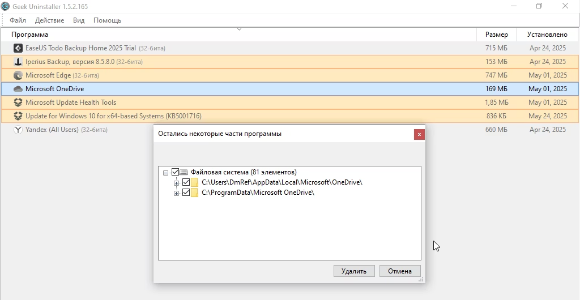 Geek Uninstaller 1.5.2.165
Файл Действие Вид Помощь
Программа Размер Установлено
EaseUS Todo Backup Home 2025 Trial (32-бита) 715 МБ Apr 24, 2025
Iperius Backup, версия 8.5.8.0 (32-бита) 153 МБ Apr 24, 2025
Microsoft Edge (32-бита) 747 МБ May 01, 2025
Microsoft OneDrive 169 МБ May 01, 2025
Microsoft Update Health Tools 1,85 МБ May 01, 2025
Update for Windows 10 for x64-based Systems (KB5001716) 836 КБ May 24, 2025
Yandex (All Users) (32-бита) 660 МБ Apr 24, 2025
Остались некоторые части программы
Файловая система (81 элементов)
C:\Users\DmRef\AppData\Local\Microsoft\OneDrive\
C:\ProgramData\Microsoft OneDrive\
Удалить Отмена